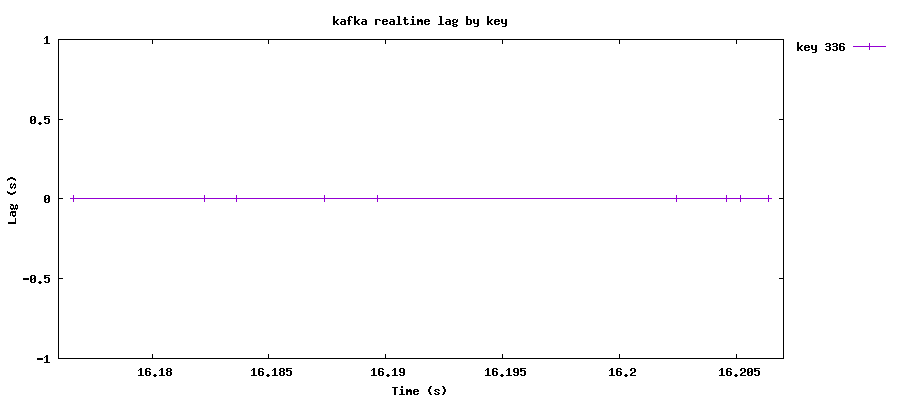 kafka realtime lag by key
key 336
1
0.5
0
-0.5
-1
Lag (s)
16.18 16.185 16.19 16.195 16.2 16.205
Time (s)